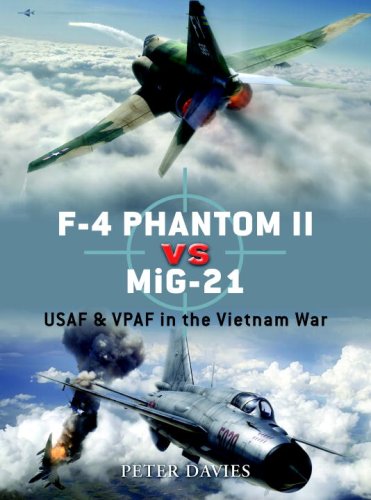 F-4 PHANTOM II
VS
MiG-21
USAF & VPAF in the Vietnam War
PETER DAVIES